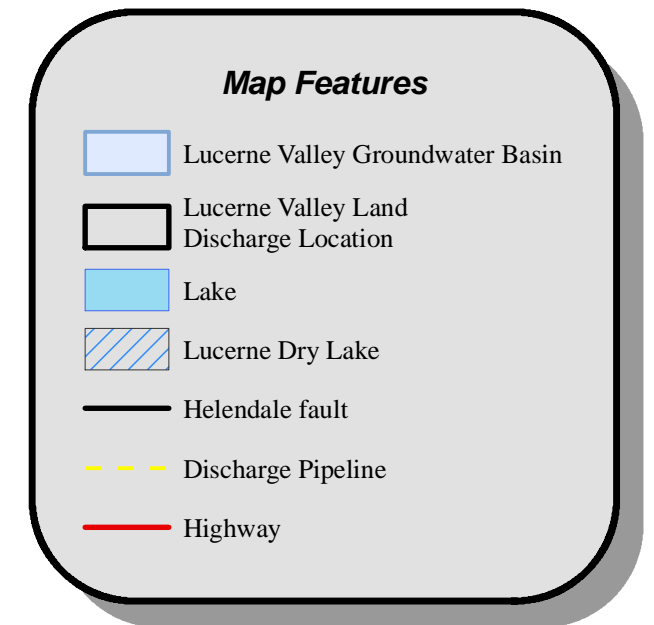 Map Features
Lucerne Valley Groundwater Basin
Lucerne Valley Land
Discharge Location
Lake
Lucerne Dry Lake
Helendale fault
Discharge Pipeline
Highway